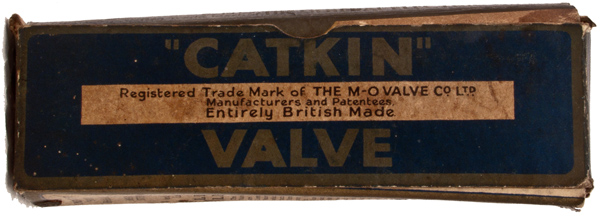 "CATKIN"
Registered Trade Mark of THE M-O VALVE CO LTD
Manufacturers and Patentees.
Entirely British Made
VALVE